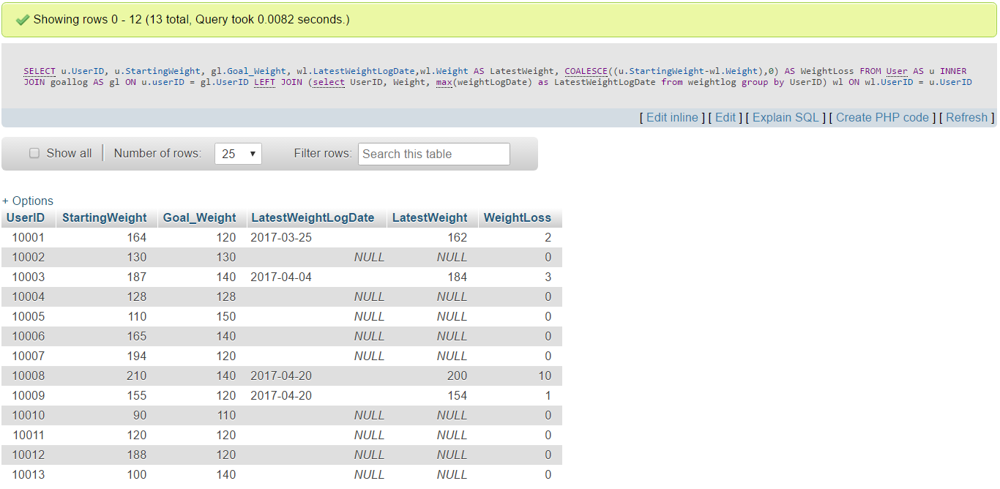 Showing rows 0 - 12 (13 total, Query took 0.0082 seconds.)
SELECT u.UserID, u.StartingWeight, gl.Goal_Weight, wl.LatestWeightLogDate,wl.Weight AS LatestWeight, COALESCE((u.StartingWeight-wl.Weight),0) AS WeightLoss FROM User AS u INNER
JOIN goallog AS gl ON u.userID = gl.UserID LEFT JOIN (select UserID, Weight, max(weightLogDate) as LatestWeightLogDate from weightlog group by UserID) wl ON wl.UserID = u.UserID
[ Edit inline ] [ Edit ] [ Explain SQL ] [ Create PHP code ] [ Refresh ]
Show all | Number of rows: 25 Filter rows: Search this table
+ Options
UserID StartingWeight Goal_Weight LatestWeightLogDate LatestWeight WeightLoss
10001 164 120 2017-03-25 162 2
10002 130 130 NULL NULL 0
10003 187 140 2017-04-04 184 3
10004 128 128 NULL NULL 0
10005 110 150 NULL NULL 0
10006 165 140 NULL NULL 0
10007 194 120 NULL NULL 0
10008 210 140 2017-04-20 200 10
10009 155 120 2017-04-20 154 1
10010 90 110 NULL NULL 0
10011 120 120 NULL NULL 0
10012 188 120 NULL NULL 0
10013 100 140 NULL NULL 0